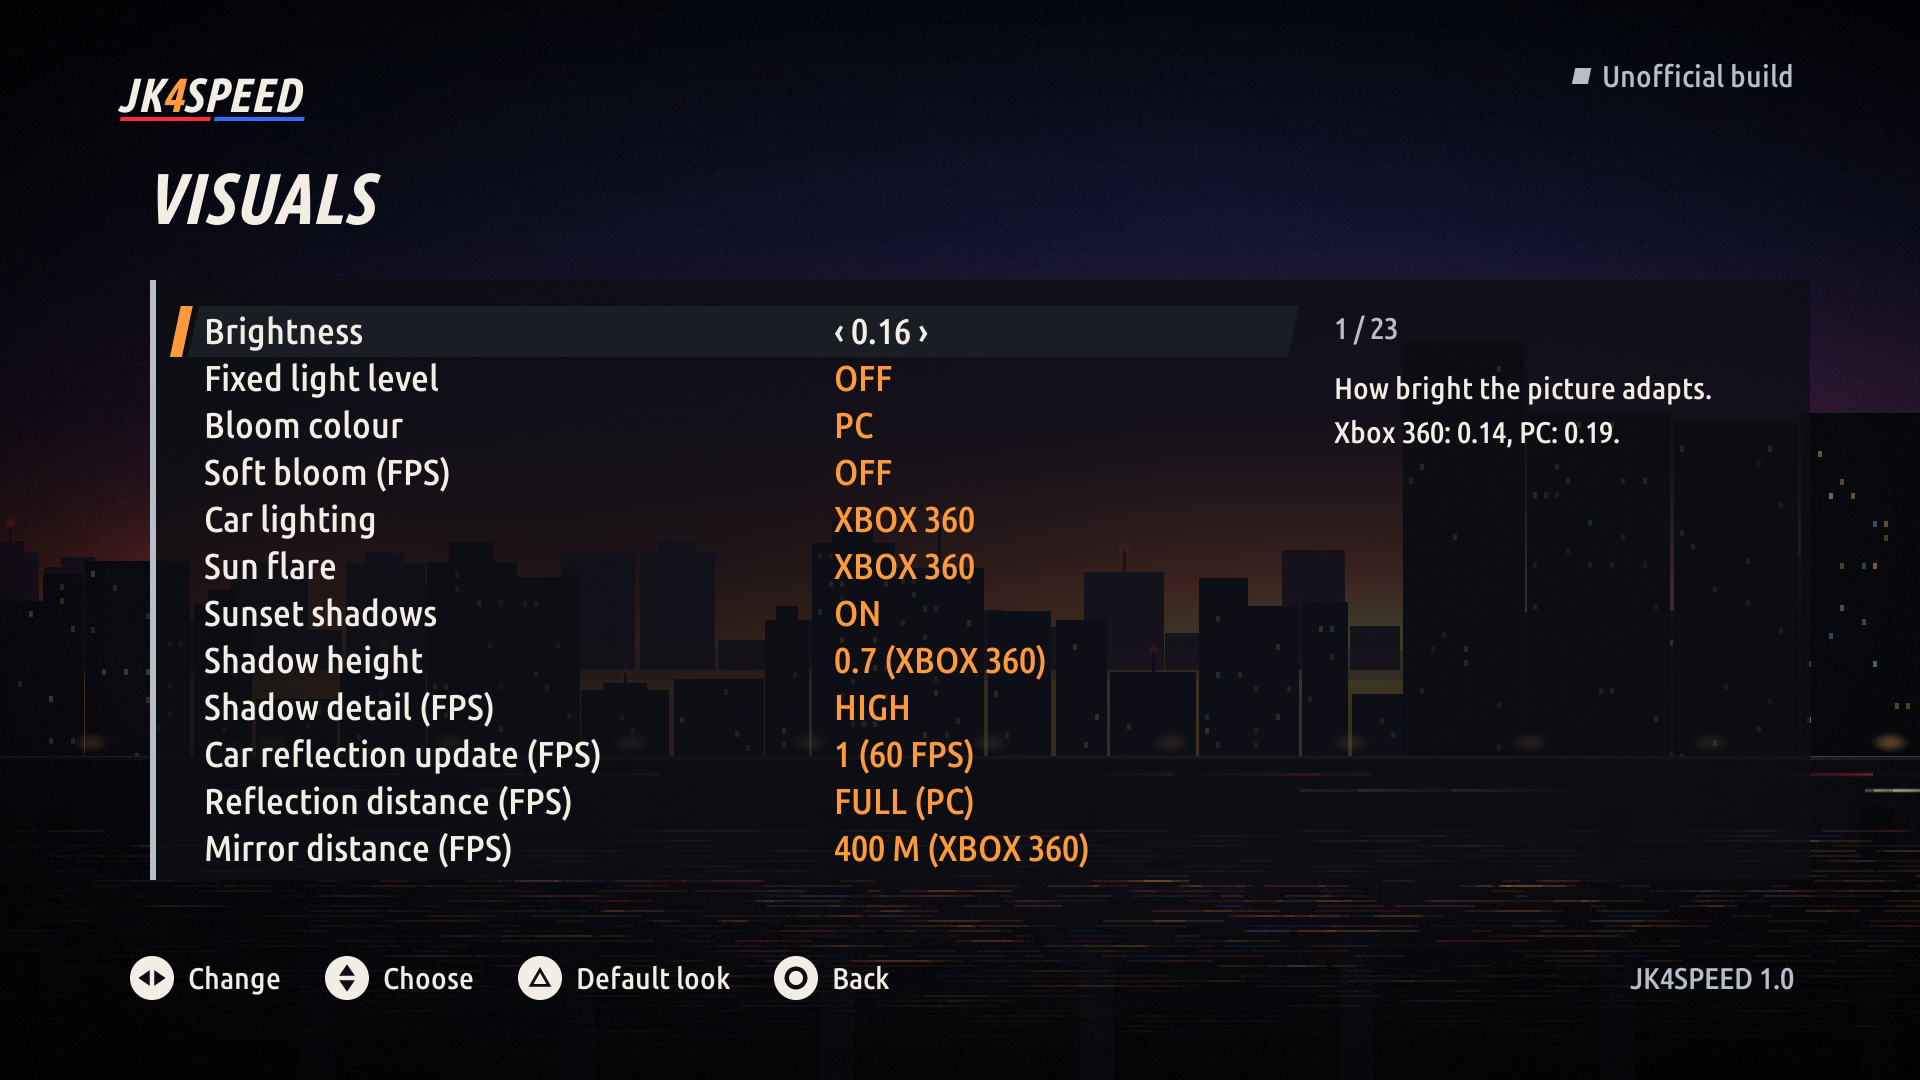 JK4SPEED
Unofficial build
VISUALS
Brightness ‹ 0.16 ›
Fixed light level OFF
Bloom colour PC
Soft bloom (FPS) OFF
Car lighting XBOX 360
Sun flare XBOX 360
Sunset shadows ON
Shadow height 0.7 (XBOX 360)
Shadow detail (FPS) HIGH
Car reflection update (FPS) 1 (60 FPS)
Reflection distance (FPS) FULL (PC)
Mirror distance (FPS) 400 M (XBOX 360)
1 / 23
How bright the picture adapts.
Xbox 360: 0.14, PC: 0.19.
Change Choose Default look Back
JK4SPEED 1.0